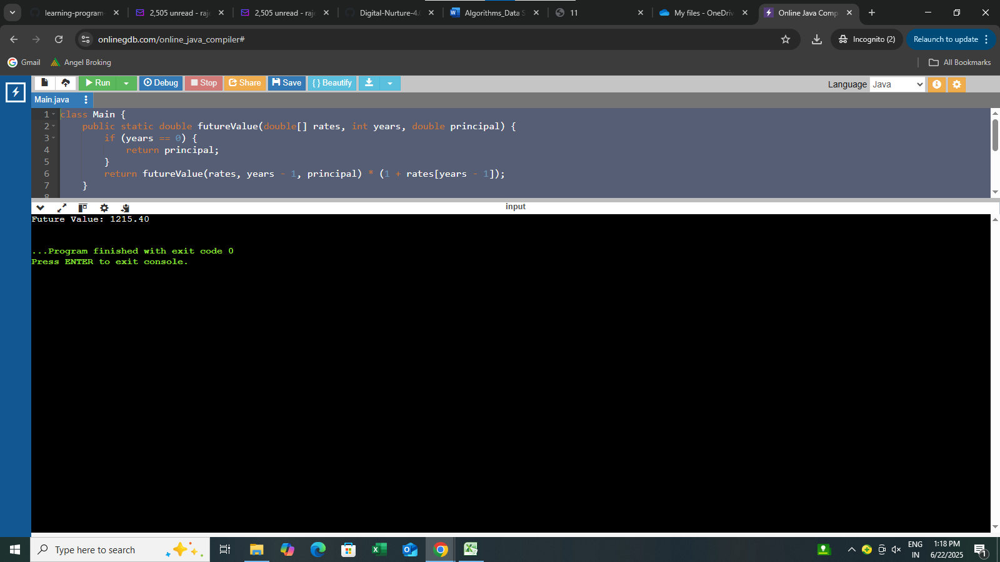 learning-program-
2,505 unread - raje
2,505 unread - raje
Digital-Nurture-4.0
Algorithms_Data S
11
My files - OneDriv
Online Java Comp
onlinegdb.com/online_java_compiler#
Incognito (2)
Relaunch to update
Gmail
Angel Broking
All Bookmarks
Run
Debug
Stop
Share
Save
{ } Beautify
Language
Java
Main.java
1 class Main {
2 public static double futureValue(double[] rates, int years, double principal) {
3 if (years == 0) {
4 return principal;
5 }
6 return futureValue(rates, years - 1, principal) * (1 + rates[years - 1]);
7 }
8
input
Future Value: 1215.40
...Program finished with exit code 0
Press ENTER to exit console.
Type here to search
ENG
IN
1:18 PM
6/22/2025
1